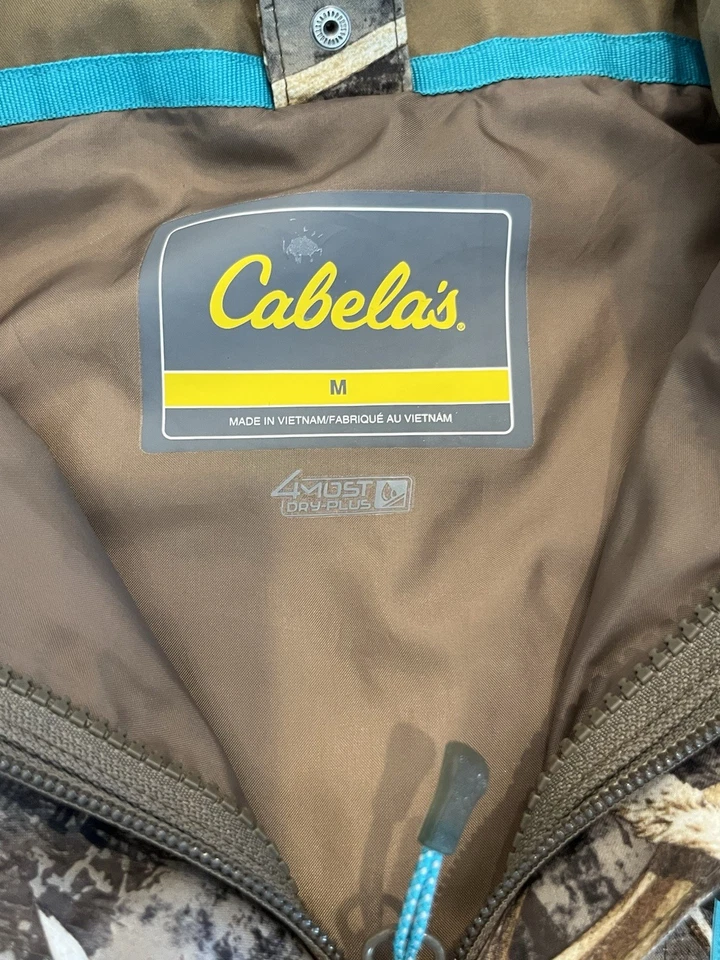 Cabela's®
M
MADE IN VIETNAM/FABRIQUÉ AU VIETNAM
4MOST
DRY-PLUS